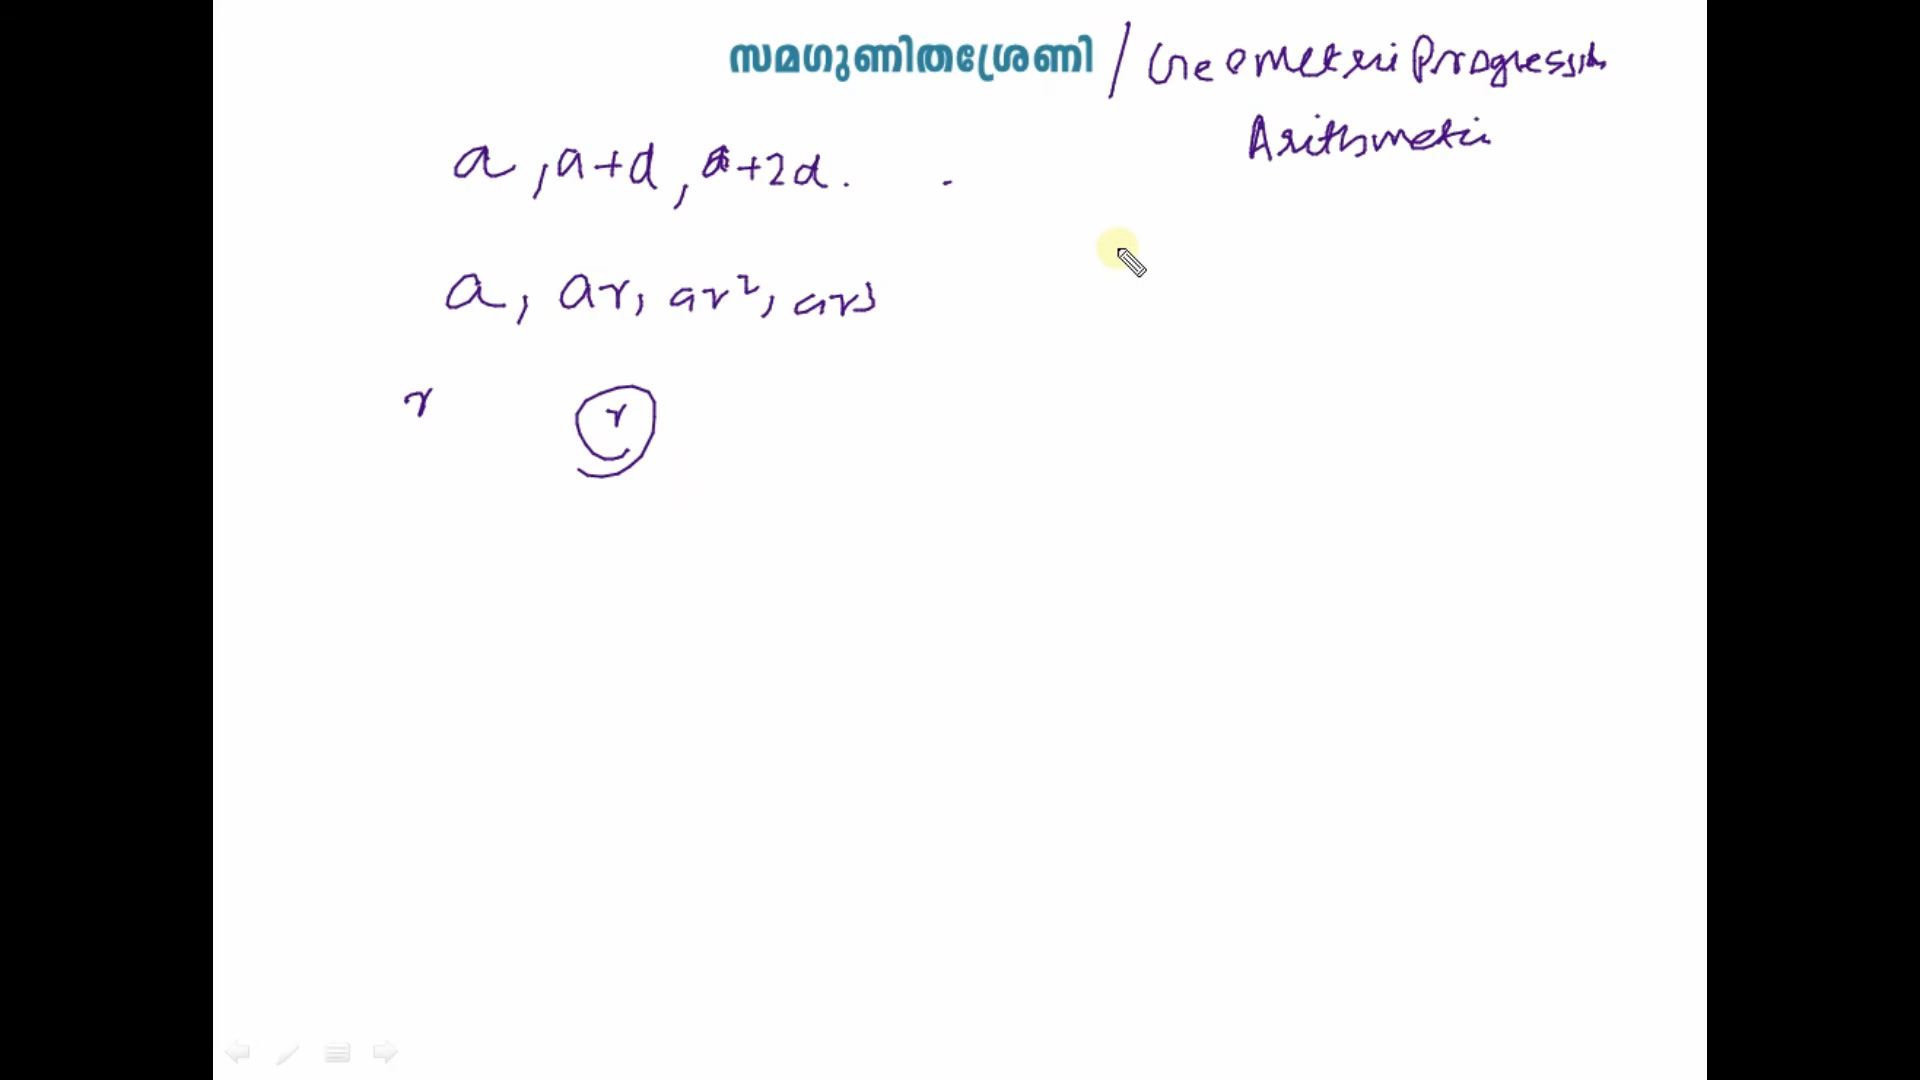 സമഗുണിതശ്രേണി / Geometric Progression
Arithmetic
a, a+d, a+2d. .
a, ar, ar², ar³
r r